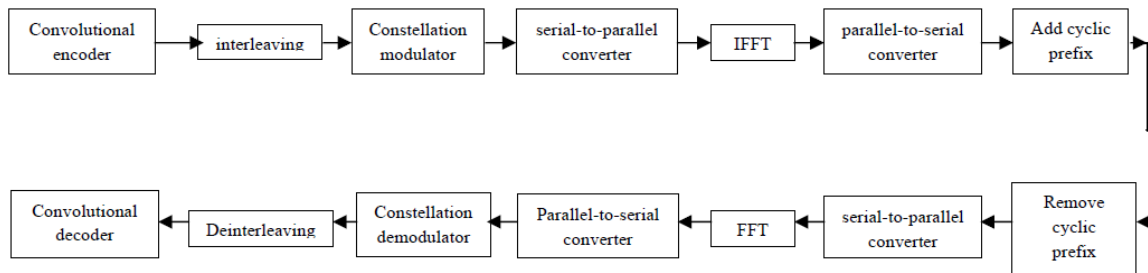 Convolutional
encoder
interleaving
Constellation
modulator
serial-to-parallel
converter
IFFT
parallel-to-serial
converter
Add cyclic
prefix
Convolutional
decoder
Deinterleaving
Constellation
demodulator
Parallel-to-serial
converter
FFT
serial-to-parallel
converter
Remove
cyclic
prefix